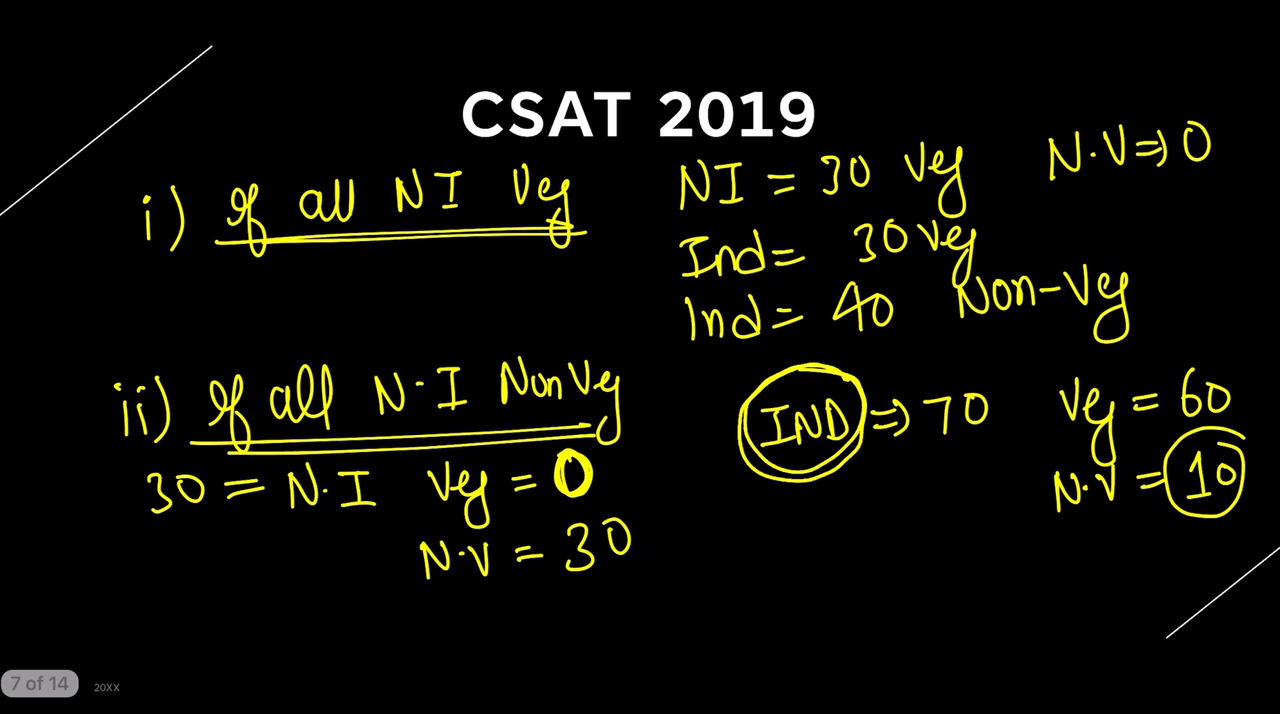 CSAT 2019
i) If all NI Veg
NI = 30 Veg N.V ⇒ 0
Ind = 30 Veg
Ind = 40 Non-Veg
ii) If all N.I Non Veg
30 = N.I Veg = 0
N.V = 30
IND ⇒ 70 Veg = 60
N.V = 10
7 of 14
20XX